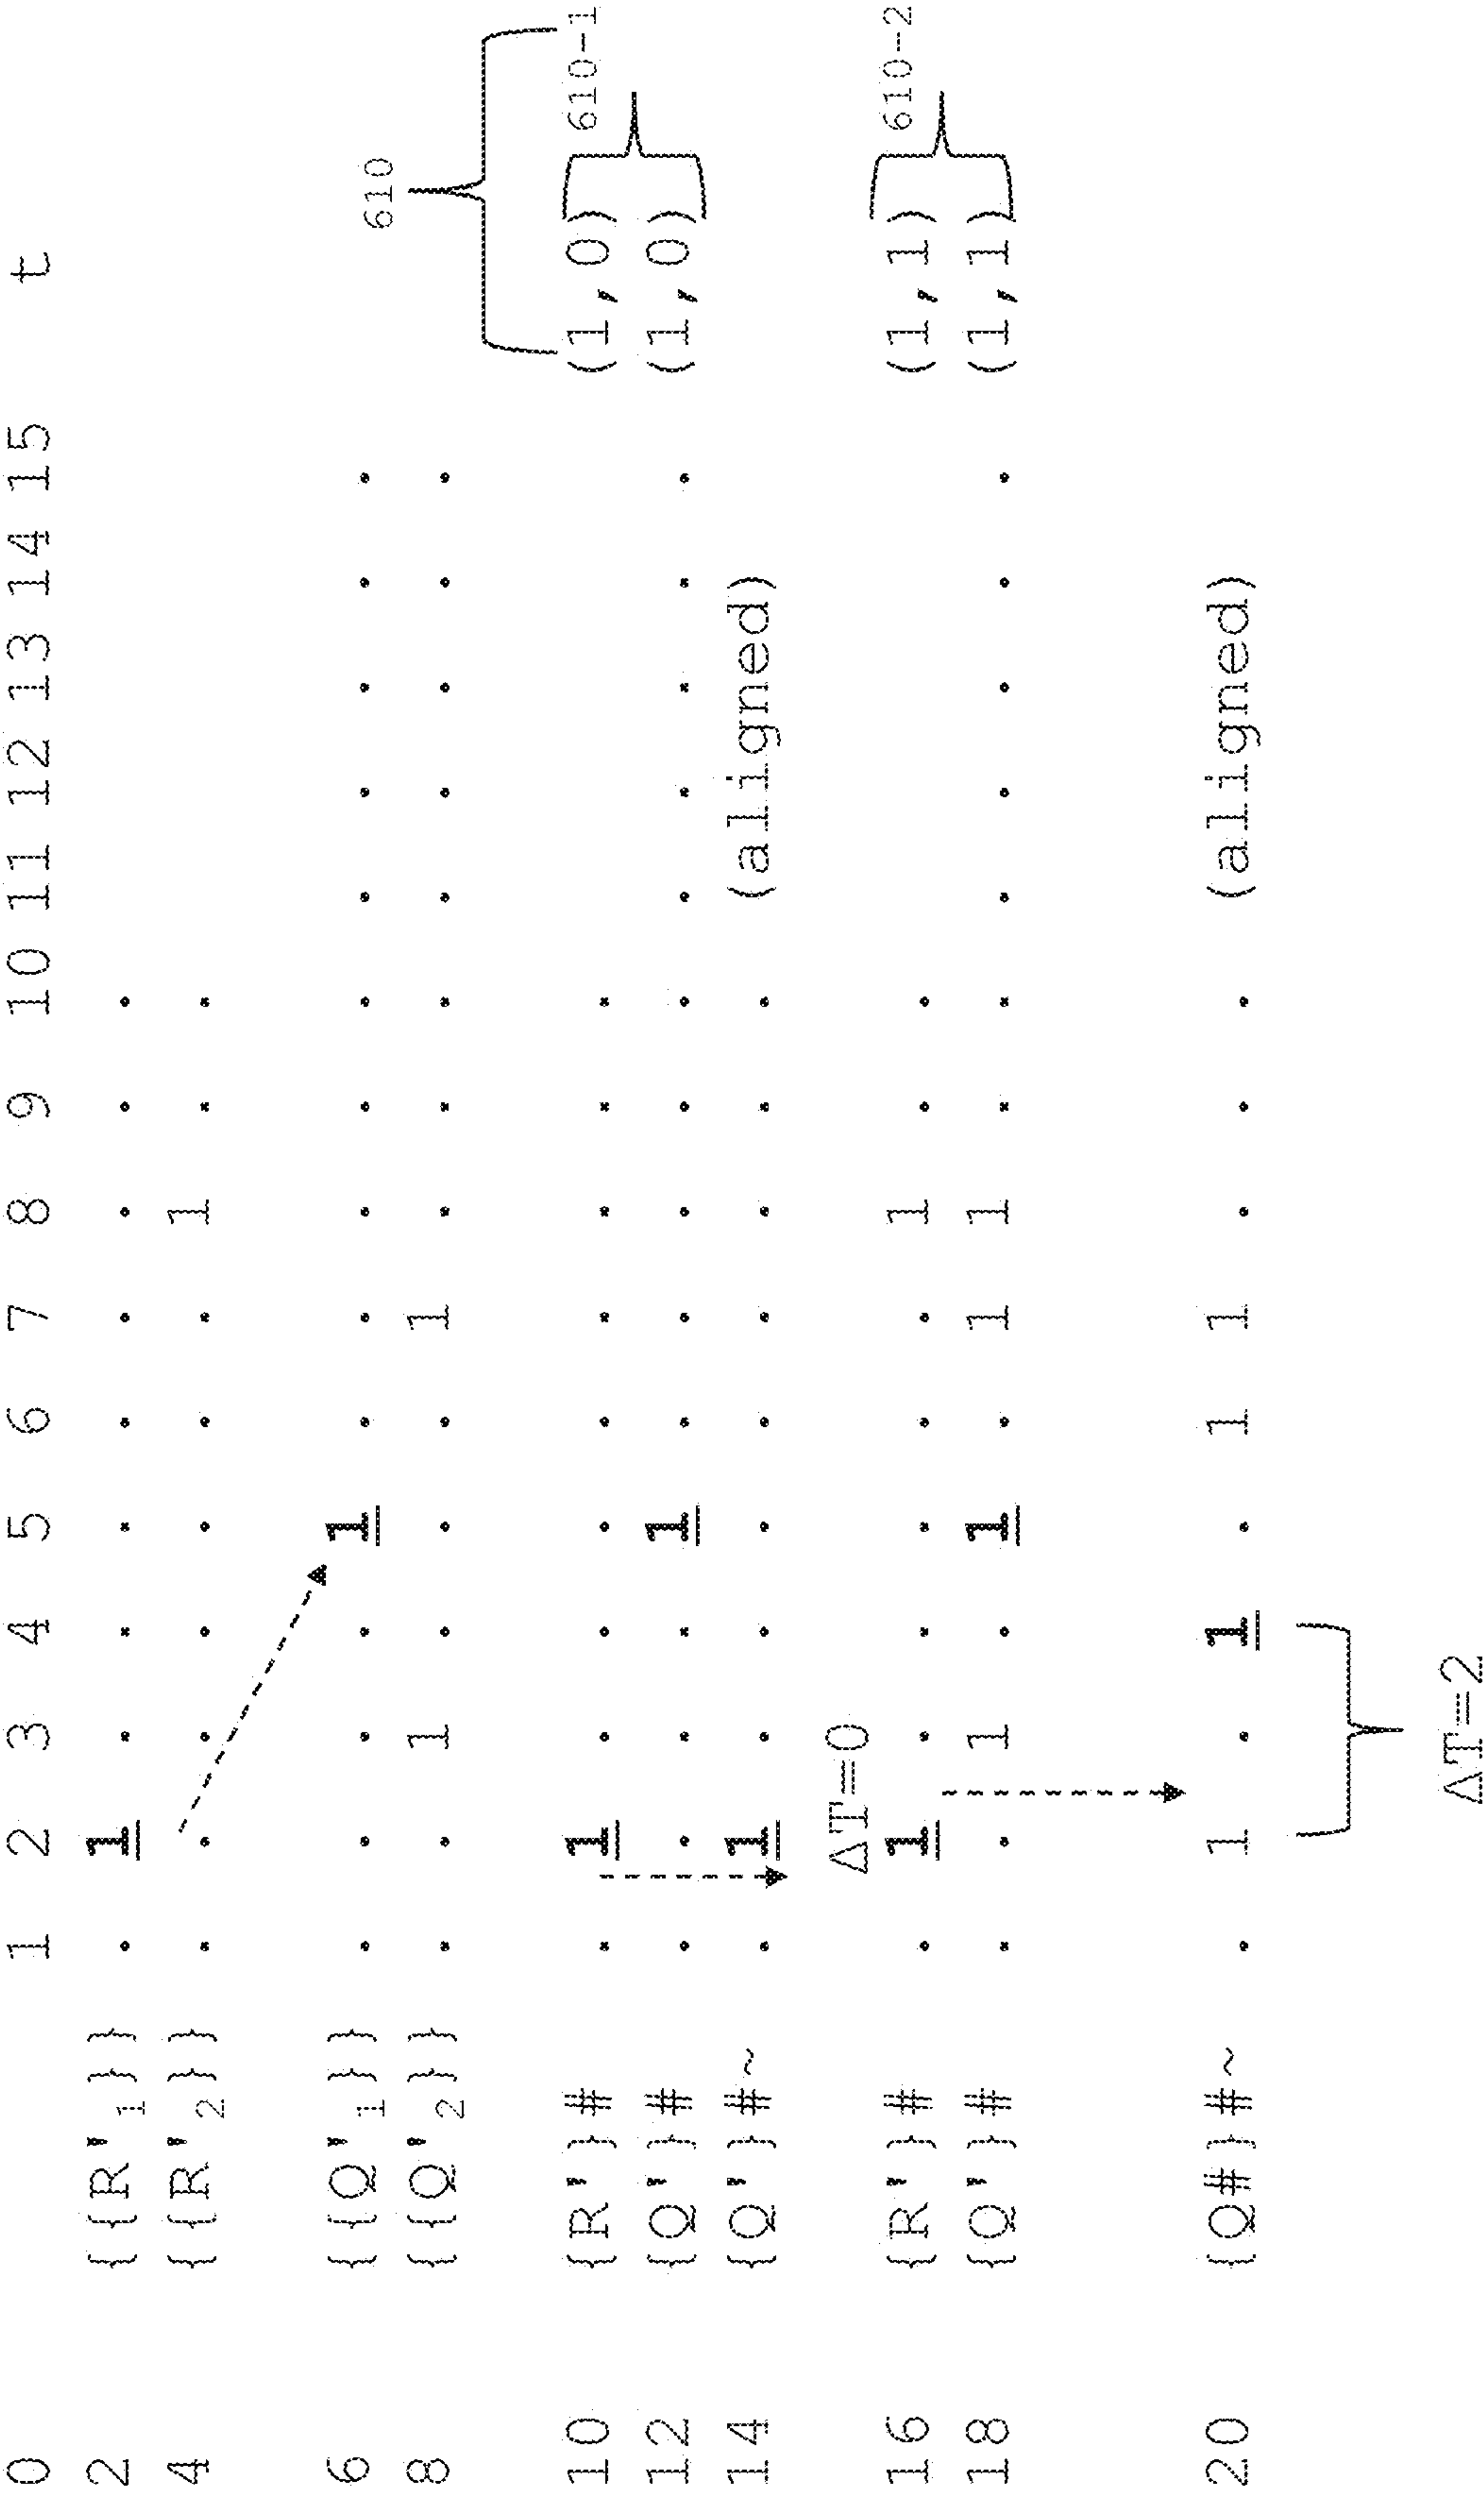 0 1 2 3 4 5 6 7 8 9 10 11 12 13 14 15 t
2 {{R'₁}} . 1 . . . . . . . .
4 {{R'₂}} . . . . . . . 1 . .
6 {{Q'₁}} . . . . 1 . . . . . . . . . . 610
8 {{Q'₂}} . . 1 . . . 1 . . . . . . . .
10 {R'}# . 1 . . . . . . . . (1,0) 610-1
12 {Q'}# . . . . 1 . . . . . . . . . . (1,0)
14 {Q'}#~ . 1 . . . . . . . . (aligned)
ΔT=0
16 {R'}# . 1 . . . . . 1 . . (1,1) 610-2
18 {Q'}# . . 1 . 1 . 1 1 . . . . . . . (1,1)
20 {Q#}#~ . 1 . 1 . 1 1 . . . (aligned)
ΔT=2